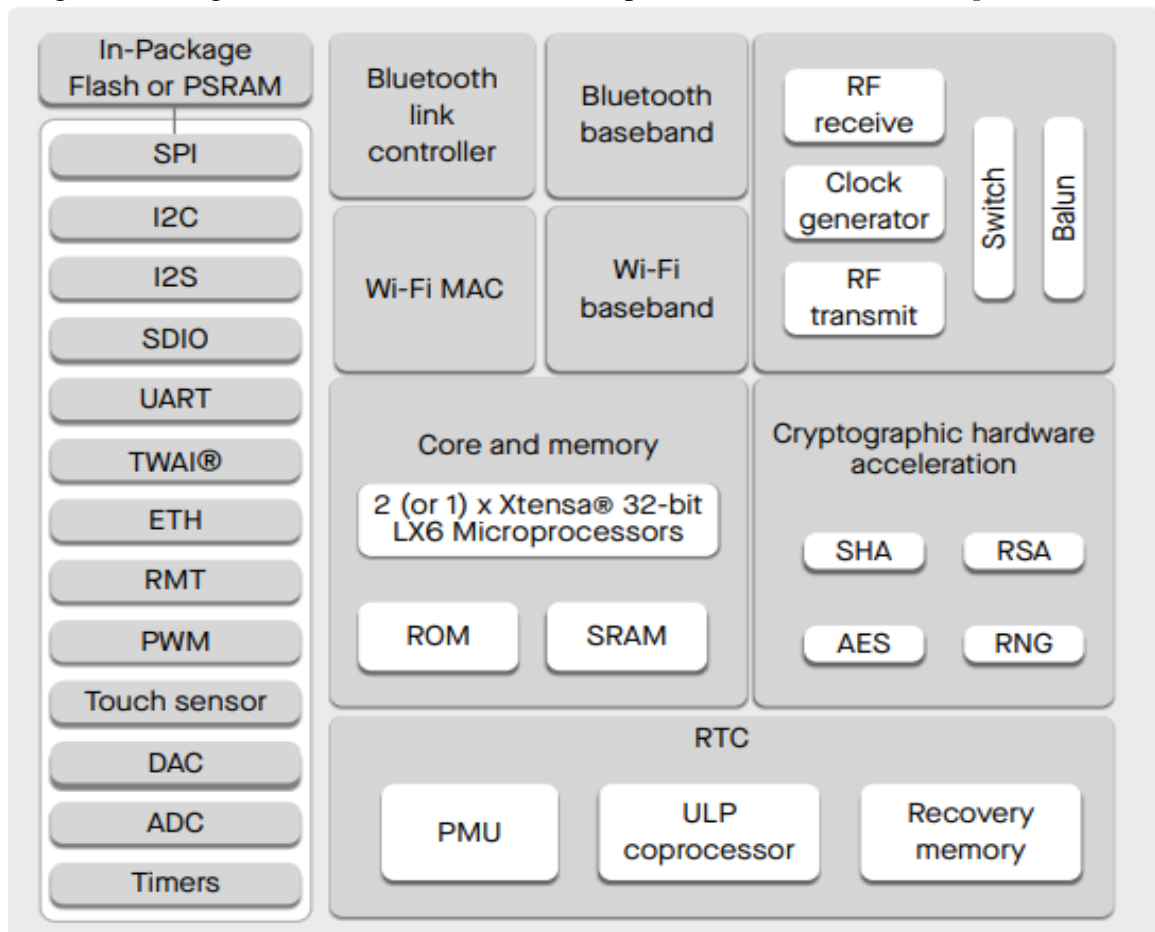 In-Package
Flash or PSRAM
SPI
I2C
I2S
SDIO
UART
TWAI®
ETH
RMT
PWM
Touch sensor
DAC
ADC
Timers
Bluetooth
link
controller
Bluetooth
baseband
Wi-Fi MAC
Wi-Fi
baseband
RF
receive
Clock
generator
RF
transmit
Switch
Balun
Core and memory
2 (or 1) x Xtensa® 32-bit
LX6 Microprocessors
ROM
SRAM
Cryptographic hardware
acceleration
SHA
RSA
AES
RNG
RTC
PMU
ULP
coprocessor
Recovery
memory